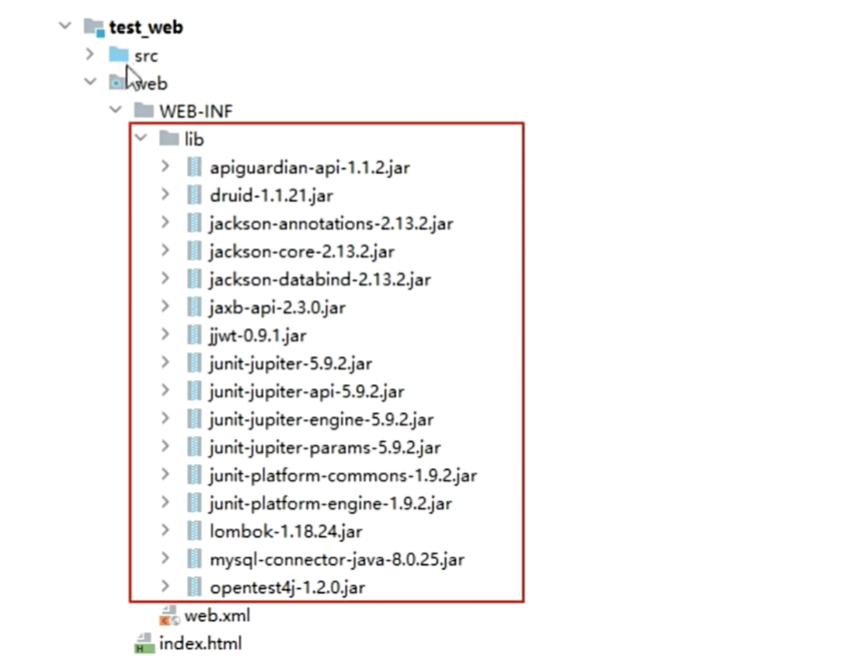 test_web
src
web
WEB-INF
lib
apiguardian-api-1.1.2.jar
druid-1.1.21.jar
jackson-annotations-2.13.2.jar
jackson-core-2.13.2.jar
jackson-databind-2.13.2.jar
jaxb-api-2.3.0.jar
jjwt-0.9.1.jar
junit-jupiter-5.9.2.jar
junit-jupiter-api-5.9.2.jar
junit-jupiter-engine-5.9.2.jar
junit-jupiter-params-5.9.2.jar
junit-platform-commons-1.9.2.jar
junit-platform-engine-1.9.2.jar
lombok-1.18.24.jar
mysql-connector-java-8.0.25.jar
opentest4j-1.2.0.jar
web.xml
index.html